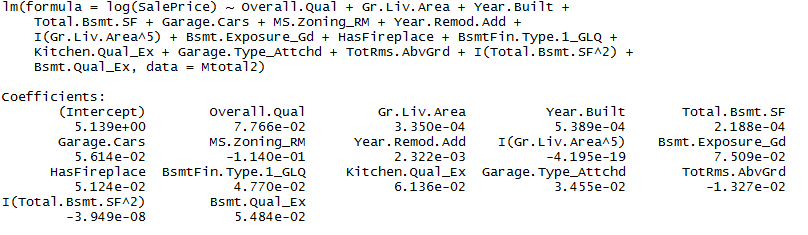 lm(formula = log(SalePrice) ~ Overall.Qual + Gr.Liv.Area + Year.Built +
Total.Bsmt.SF + Garage.Cars + MS.Zoning_RM + Year.Remod.Add +
I(Gr.Liv.Area^5) + Bsmt.Exposure_Gd + HasFireplace + BsmtFin.Type.1_GLQ +
Kitchen.Qual_Ex + Garage.Type_Attchd + TotRms.AbvGrd + I(Total.Bsmt.SF^2) +
Bsmt.Qual_Ex, data = Mtotal2)
Coefficients:
(Intercept) Overall.Qual Gr.Liv.Area Year.Built Total.Bsmt.SF
5.139e+00 7.766e-02 3.350e-04 5.389e-04 2.188e-04
Garage.Cars MS.Zoning_RM Year.Remod.Add I(Gr.Liv.Area^5) Bsmt.Exposure_Gd
5.614e-02 -1.140e-01 2.322e-03 -4.195e-19 7.509e-02
HasFireplace BsmtFin.Type.1_GLQ Kitchen.Qual_Ex Garage.Type_Attchd TotRms.AbvGrd
5.124e-02 4.770e-02 6.136e-02 3.455e-02 -1.327e-02
I(Total.Bsmt.SF^2) Bsmt.Qual_Ex
-3.949e-08 5.484e-02